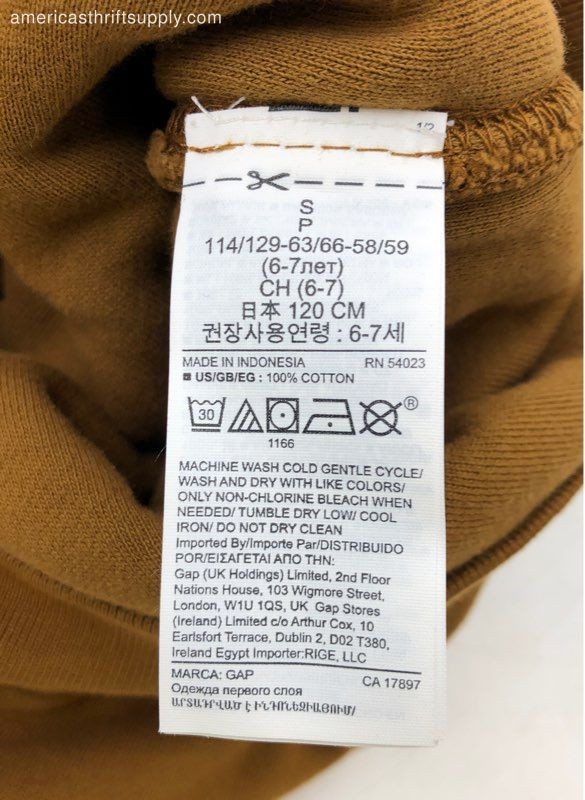 americasthriftsupply.com
1/2
S
P
114/129-63/66-58/59
(6-7лет)
CH (6-7)
日本 120 CM
권장사용연령 : 6-7세
MADE IN INDONESIA RN 54023
US/GB/EG : 100% COTTON
30 ®
1166
MACHINE WASH COLD GENTLE CYCLE/
WASH AND DRY WITH LIKE COLORS/
ONLY NON-CHLORINE BLEACH WHEN
NEEDED/ TUMBLE DRY LOW/ COOL
IRON/ DO NOT DRY CLEAN
Imported By/Importe Par/DISTRIBUIDO
POR/ΕΙΣΑΓΕΤΑΙ ΑΠΟ ΤΗΝ:
Gap (UK Holdings) Limited, 2nd Floor
Nations House, 103 Wigmore Street,
London, W1U 1QS, UK Gap Stores
(Ireland) Limited c/o Arthur Cox, 10
Earlsfort Terrace, Dublin 2, D02 T380,
Ireland Egypt Importer:RIGE, LLC
MARCA: GAP CA 17897
Одежда первого слоя
ԱՐՏԱԴՐՎԱԾ Է ԻՆԴՈՆԵԶԻԱՅՈՒՄ/